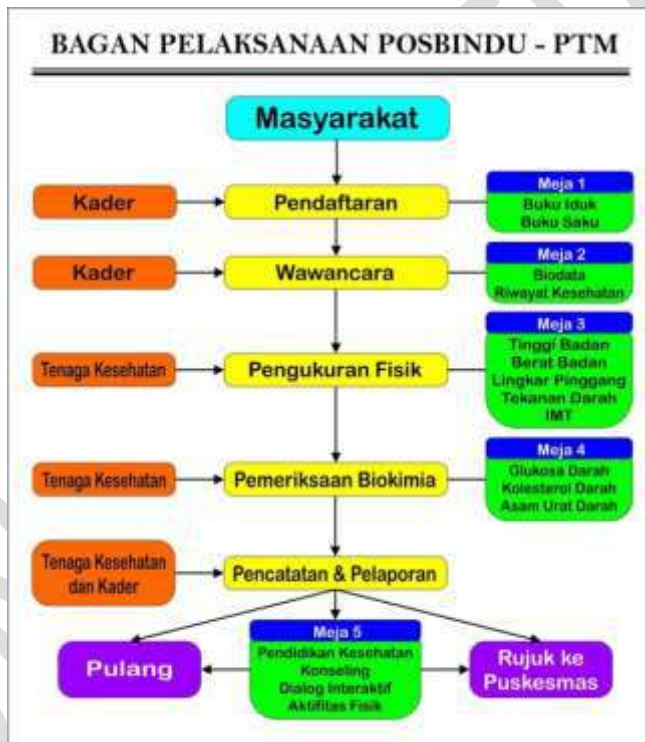 BAGAN PELAKSANAAN POSBINDU - PTM
Masyarakat
Kader
Pendaftaran
Meja 1
Buku Iduk
Buku Saku
Kader
Wawancara
Meja 2
Biodata
Riwayat Kesehatan
Tenaga Kesehatan
Pengukuran Fisik
Meja 3
Tinggi Badan
Berat Badan
Lingkar Pinggang
Tekanan Darah
IMT
Tenaga Kesehatan
Pemeriksaan Biokimia
Meja 4
Glukosa Darah
Kolesterol Darah
Asam Urat Darah
Tenaga Kesehatan
dan Kader
Pencatatan & Pelaporan
Pulang
Meja 5
Pendidikan Kesehatan
Konseling
Dialog Interaktif
Aktifitas Fisik
Rujuk ke
Puskesmas